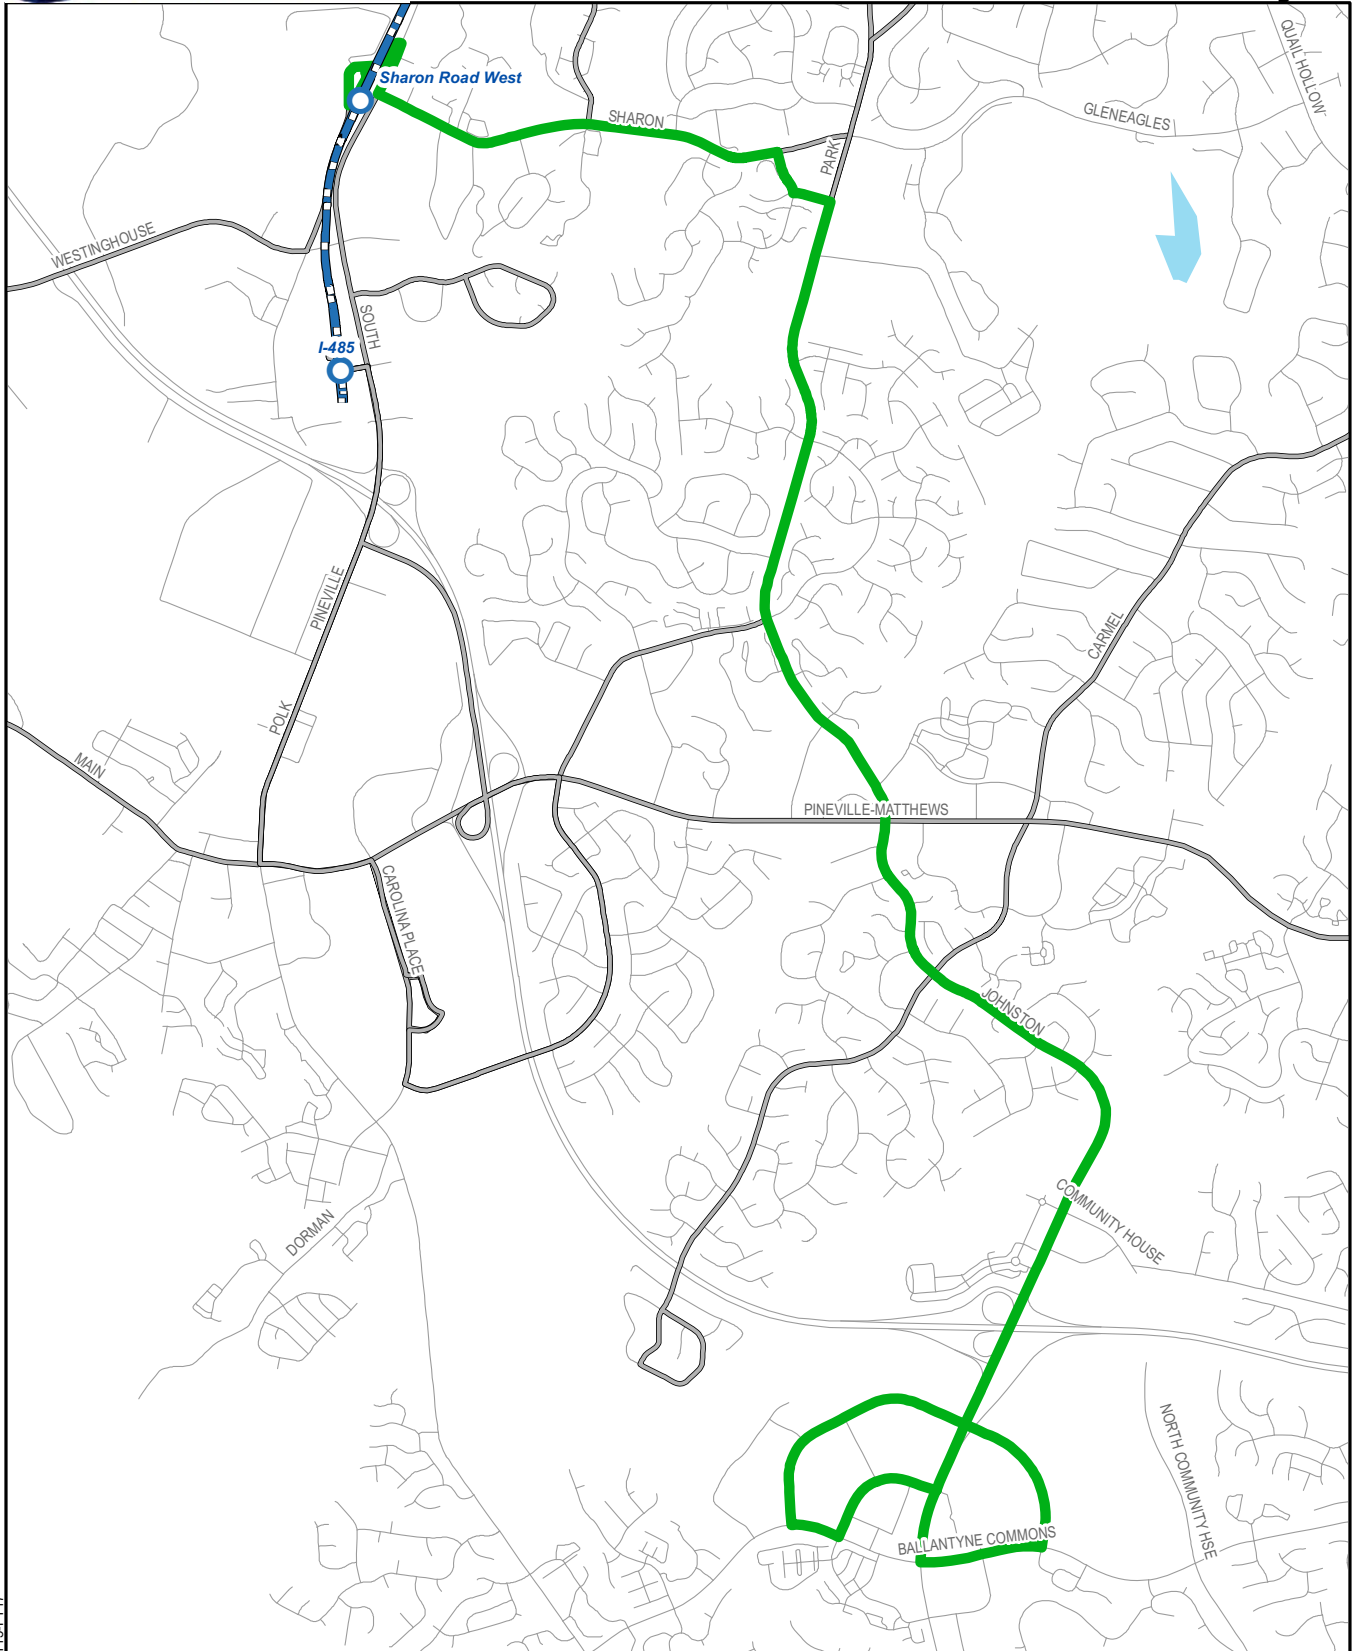 QUAIL HOLLOW
Sharon Road West
GLENEAGLES
SHARON
PARK
WESTINGHOUSE
SOUTH
I-485
PINEVILLE
CARMEL
POLK
MAIN
PINEVILLE-MATTHEWS
CAROLINA PLACE
JOHNSTON
COMMUNITY HOUSE
DORMAN
NORTH COMMUNITY HSE
BALLANTYNE COMMONS